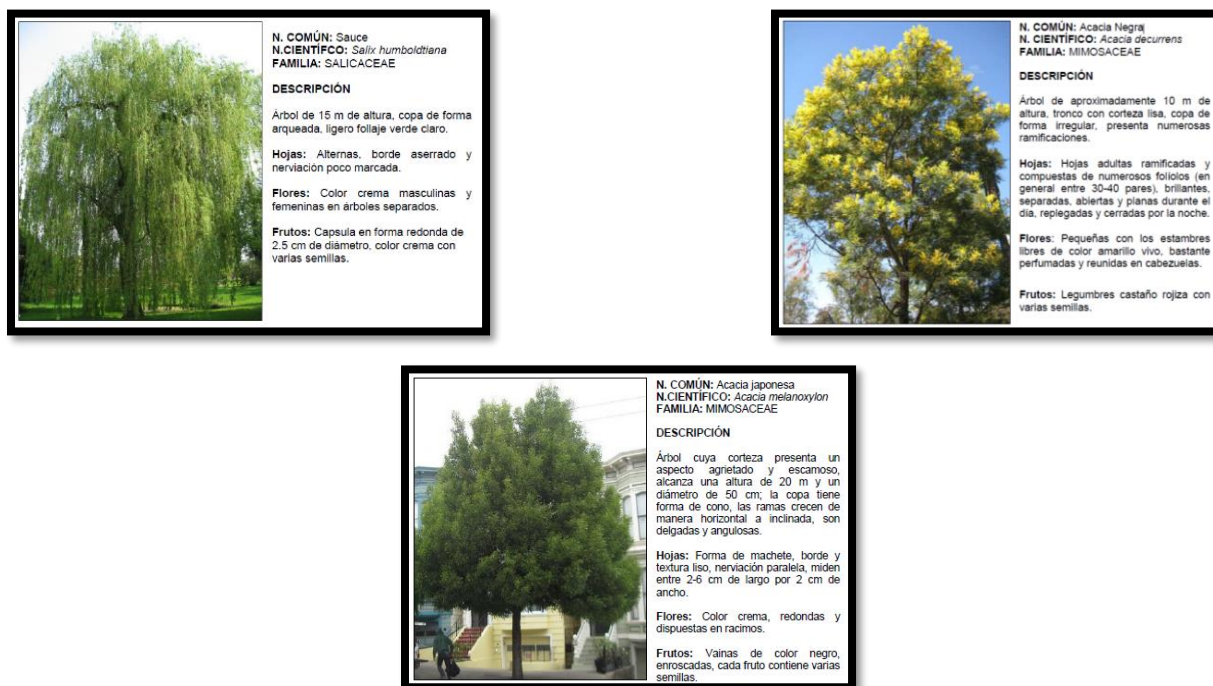 N. COMÚN: Sauce
N.CIENTÍFCO: Salix humboldtiana
FAMILIA: SALICACEAE
DESCRIPCIÓN
Árbol de 15 m de altura, copa de forma
arqueada, ligero follaje verde claro.
Hojas: Alternas, borde aserrado y
nerviación poco marcada.
Flores: Color crema masculinas y
femeninas en árboles separados.
Frutos: Capsula en forma redonda de
2.5 cm de diámetro, color crema con
varias semillas.
N. COMÚN: Acacia Negra
N. CIENTÍFICO: Acacia decurrens
FAMILIA: MIMOSACEAE
DESCRIPCIÓN
Árbol de aproximadamente 10 m de
altura, tronco con corteza lisa, copa de
forma irregular, presenta numerosas
ramificaciones.
Hojas: Hojas adultas ramificadas y
compuestas de numerosos folíolos (en
general entre 30-40 pares), brillantes,
separadas, abiertas y planas durante el
día, replegadas y cerradas por la noche.
Flores: Pequeñas con los estambres
libres de color amarillo vivo, bastante
perfumadas y reunidas en cabezuelas.
Frutos: Legumbres castaño rojiza con
varias semillas.
N. COMÚN: Acacia japonesa
N.CIENTÍFICO: Acacia melanoxylon
FAMILIA: MIMOSACEAE
DESCRIPCIÓN
Árbol cuya corteza presenta un
aspecto agrietado y escamoso,
alcanza una altura de 20 m y un
diámetro de 50 cm; la copa tiene
forma de cono, las ramas crecen de
manera horizontal a inclinada, son
delgadas y angulosas.
Hojas: Forma de machete, borde y
textura liso, nerviación paralela, miden
entre 2-6 cm de largo por 2 cm de
ancho.
Flores: Color crema, redondas y
dispuestas en racimos.
Frutos: Vainas de color negro,
enroscadas, cada fruto contiene varias
semillas.